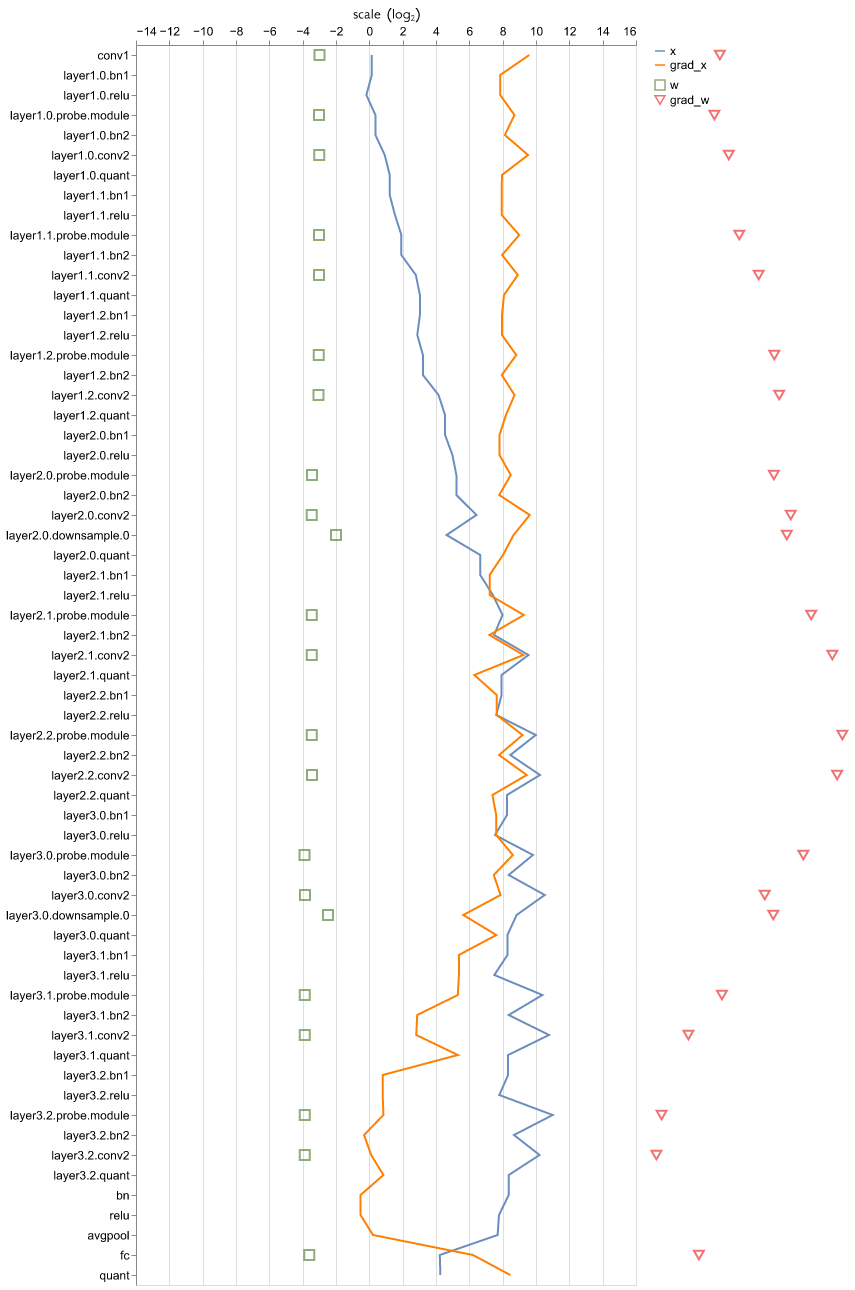 scale (log₂)
−14 −12 −10 −8 −6 −4 −2 0 2 4 6 8 10 12 14 16
x
grad_x
w
grad_w
conv1
layer1.0.bn1
layer1.0.relu
layer1.0.probe.module
layer1.0.bn2
layer1.0.conv2
layer1.0.quant
layer1.1.bn1
layer1.1.relu
layer1.1.probe.module
layer1.1.bn2
layer1.1.conv2
layer1.1.quant
layer1.2.bn1
layer1.2.relu
layer1.2.probe.module
layer1.2.bn2
layer1.2.conv2
layer1.2.quant
layer2.0.bn1
layer2.0.relu
layer2.0.probe.module
layer2.0.bn2
layer2.0.conv2
layer2.0.downsample.0
layer2.0.quant
layer2.1.bn1
layer2.1.relu
layer2.1.probe.module
layer2.1.bn2
layer2.1.conv2
layer2.1.quant
layer2.2.bn1
layer2.2.relu
layer2.2.probe.module
layer2.2.bn2
layer2.2.conv2
layer2.2.quant
layer3.0.bn1
layer3.0.relu
layer3.0.probe.module
layer3.0.bn2
layer3.0.conv2
layer3.0.downsample.0
layer3.0.quant
layer3.1.bn1
layer3.1.relu
layer3.1.probe.module
layer3.1.bn2
layer3.1.conv2
layer3.1.quant
layer3.2.bn1
layer3.2.relu
layer3.2.probe.module
layer3.2.bn2
layer3.2.conv2
layer3.2.quant
bn
relu
avgpool
fc
quant